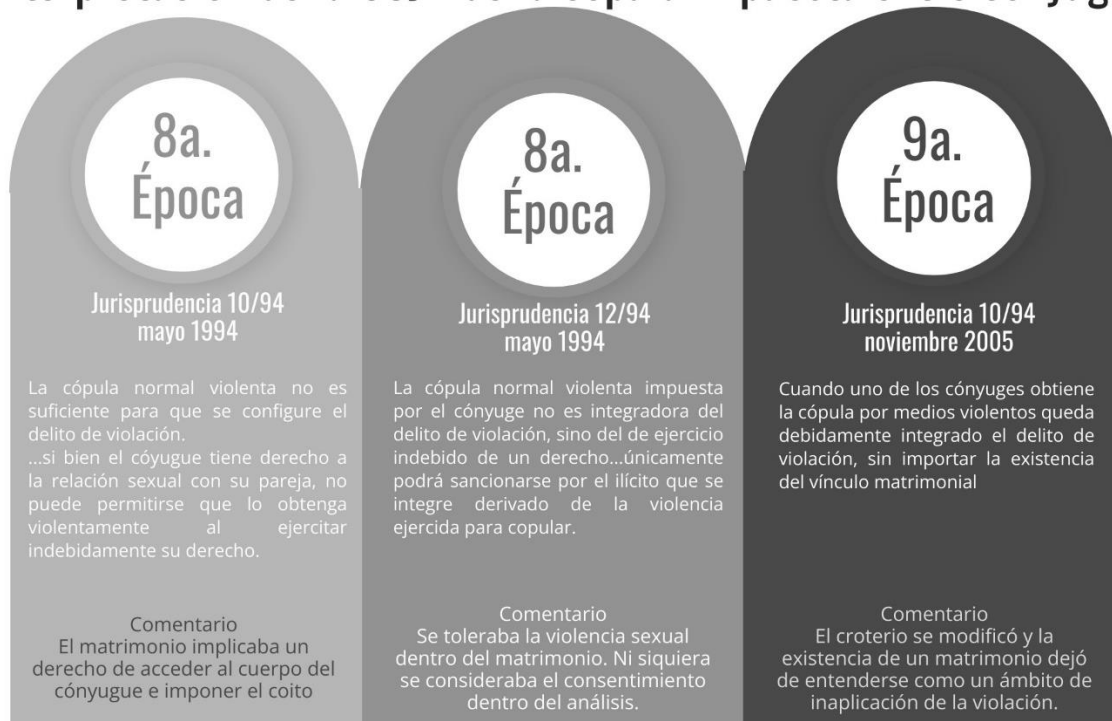 8a.
Época
Jurisprudencia 10/94
mayo 1994
La cópula normal violenta no es
suficiente para que se configure el
delito de violación.
...si bien el cóyugue tiene derecho a
la relación sexual con su pareja, no
puede permitirse que lo obtenga
violentamente al ejercitar
indebidamente su derecho.
Comentario
El matrimonio implicaba un
derecho de acceder al cuerpo del
cónyugue e imponer el coito
8a.
Época
Jurisprudencia 12/94
mayo 1994
La cópula normal violenta impuesta
por el cónyuge no es integradora del
delito de violación, sino del de ejercicio
indebido de un derecho...únicamente
podrá sancionarse por el ilícito que se
integre derivado de la violencia
ejercida para copular.
Comentario
Se toleraba la violencia sexual
dentro del matrimonio. Ni siquiera
se consideraba el consentimiento
dentro del análisis.
9a.
Época
Jurisprudencia 10/94
noviembre 2005
Cuando uno de los cónyuges obtiene
la cópula por medios violentos queda
debidamente integrado el delito de
violación, sin importar la existencia
del vínculo matrimonial
Comentario
El croterio se modificó y la
existencia de un matrimonio dejó
de entenderse como un ámbito de
inaplicación de la violación.